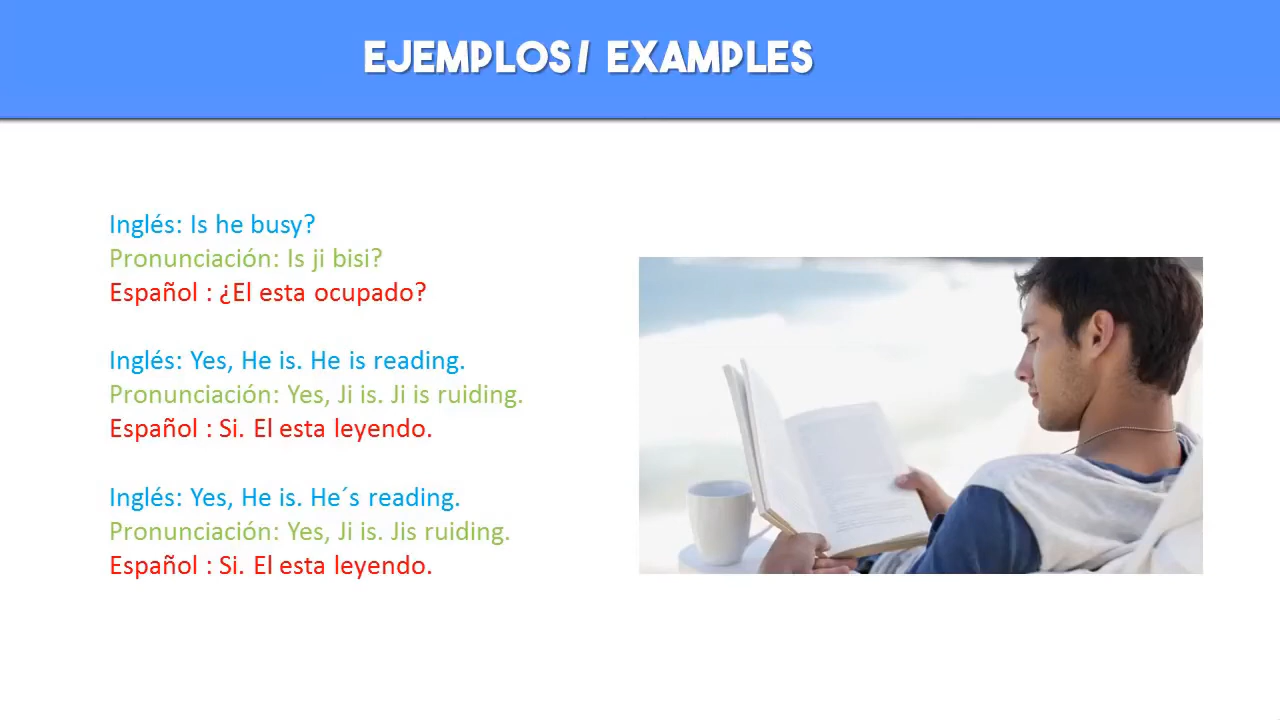 EJEMPLOS/ EXAMPLES
Inglés: Is he busy?
Pronunciación: Is ji bisi?
Español : ¿El esta ocupado?
Inglés: Yes, He is. He is reading.
Pronunciación: Yes, Ji is. Ji is ruiding.
Español : Si. El esta leyendo.
Inglés: Yes, He is. He´s reading.
Pronunciación: Yes, Ji is. Jis ruiding.
Español : Si. El esta leyendo.